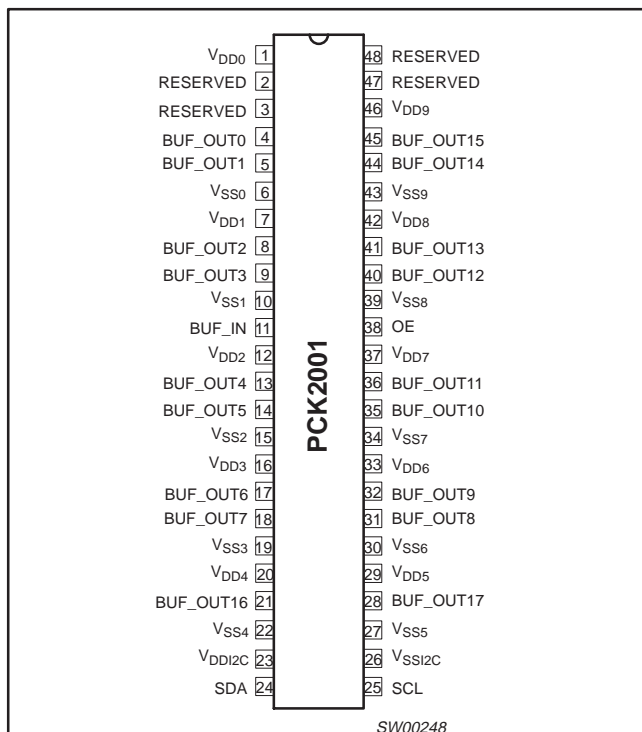 VDD0 1 48 RESERVED
RESERVED 2 47 RESERVED
RESERVED 3 46 VDD9
BUF_OUT0 4 45 BUF_OUT15
BUF_OUT1 5 44 BUF_OUT14
VSS0 6 43 VSS9
VDD1 7 42 VDD8
BUF_OUT2 8 41 BUF_OUT13
BUF_OUT3 9 40 BUF_OUT12
VSS1 10 39 VSS8
BUF_IN 11 38 OE
VDD2 12 37 VDD7
BUF_OUT4 13 36 BUF_OUT11
BUF_OUT5 14 35 BUF_OUT10
VSS2 15 34 VSS7
VDD3 16 33 VDD6
BUF_OUT6 17 32 BUF_OUT9
BUF_OUT7 18 31 BUF_OUT8
VSS3 19 30 VSS6
VDD4 20 29 VDD5
BUF_OUT16 21 28 BUF_OUT17
VSS4 22 27 VSS5
VDDI2C 23 26 VSSI2C
SDA 24 25 SCL
PCK2001
SW00248